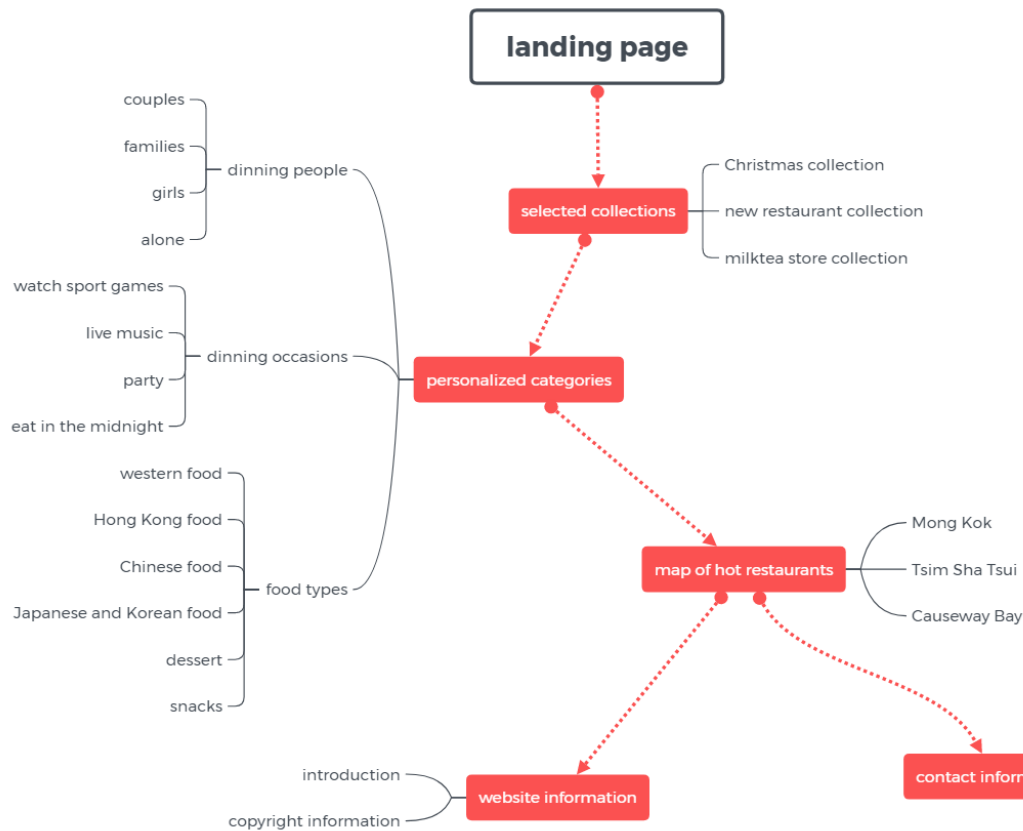 landing page
selected collections
Christmas collection
new restaurant collection
milktea store collection
personalized categories
dinning people
couples
families
girls
alone
dinning occasions
watch sport games
live music
party
eat in the midnight
food types
western food
Hong Kong food
Chinese food
Japanese and Korean food
dessert
snacks
map of hot restaurants
Mong Kok
Tsim Sha Tsui
Causeway Bay
website information
introduction
copyright information
contact inform